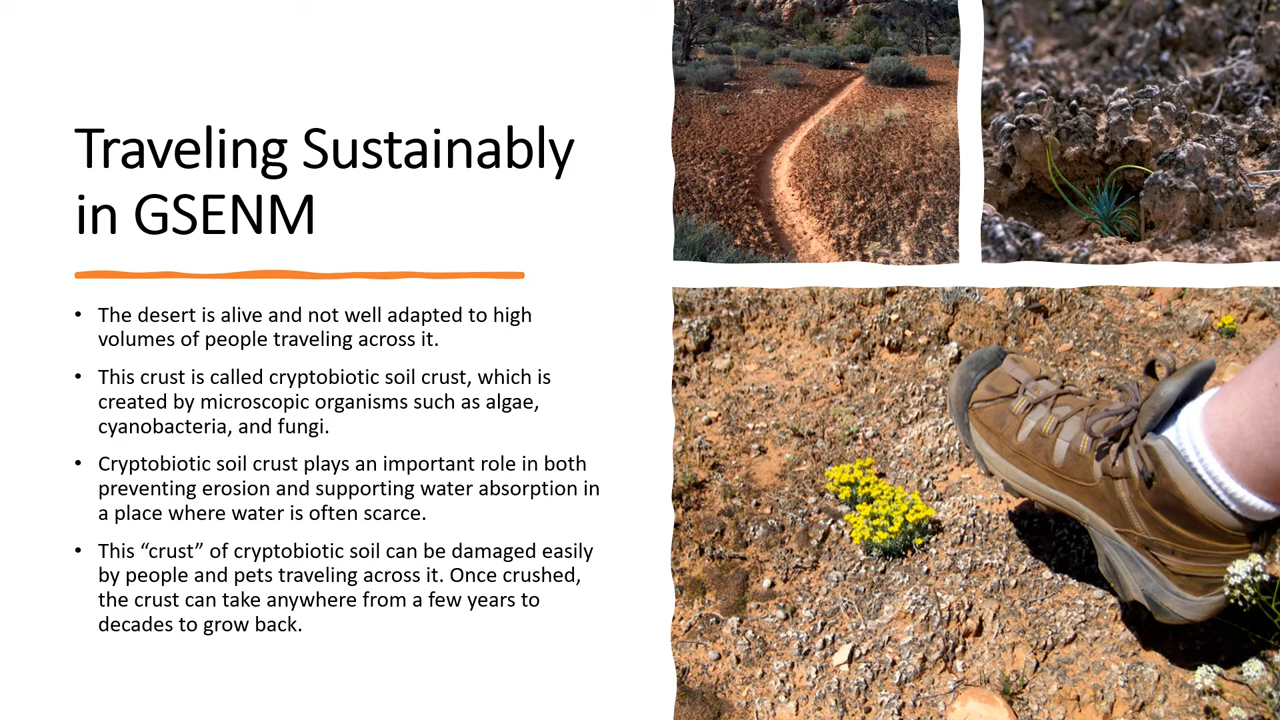 Traveling Sustainably
in GSENM
• The desert is alive and not well adapted to high
volumes of people traveling across it.
• This crust is called cryptobiotic soil crust, which is
created by microscopic organisms such as algae,
cyanobacteria, and fungi.
• Cryptobiotic soil crust plays an important role in both
preventing erosion and supporting water absorption in
a place where water is often scarce.
• This “crust” of cryptobiotic soil can be damaged easily
by people and pets traveling across it. Once crushed,
the crust can take anywhere from a few years to
decades to grow back.